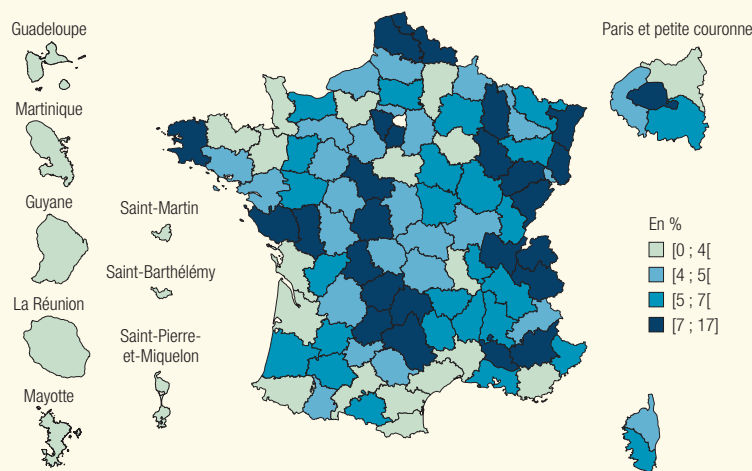 Guadeloupe
Paris et petite couronne
Martinique
Guyane
Saint-Martin
Saint-Barthélémy
La Réunion
Saint-Pierre-
et-Miquelon
Mayotte
En %
[0 ; 4[
[4 ; 5[
[5 ; 7[
[7 ; 17]